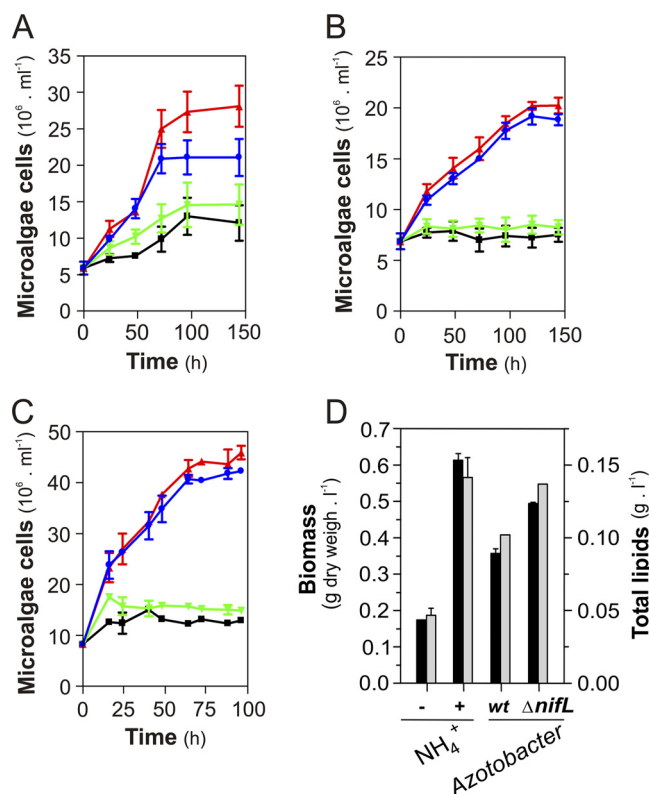 A
Microalgae cells (10⁶ . ml⁻¹)
35
30
25
20
15
10
5
0
0 50 100 150
Time (h)
B
Microalgae cells (10⁶ . ml⁻¹)
25
20
15
10
5
0
0 50 100 150
Time (h)
C
Microalgae cells (10⁶ . ml⁻¹)
50
40
30
20
10
0
0 25 50 75 100
Time (h)
D
Biomass
(g dry weigh . l⁻¹)
0.7
0.6
0.5
0.4
0.3
0.2
0.1
0.0
0.15
0.10
0.05
0.00
Total lipids (g . l⁻¹)
- + wt ΔnifL
NH₄⁺
Azotobacter